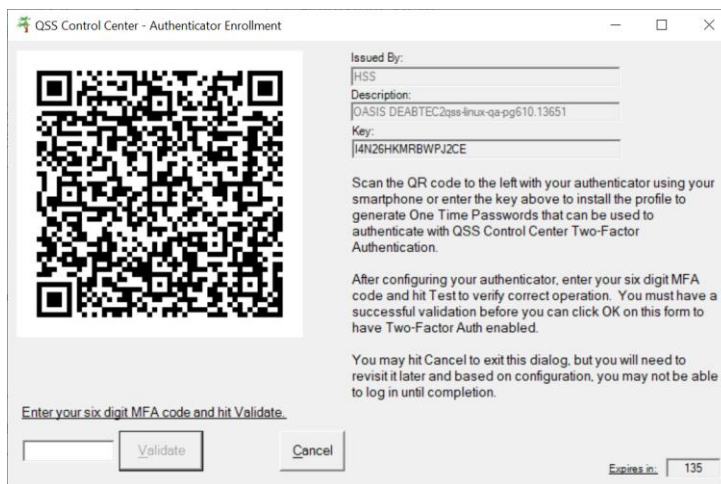 QSS Control Center - Authenticator Enrollment
Issued By:
HSS
Description:
OASIS DEABTEC2qss-linux-qa-pg610.13651
Key:
I4N26HKMRBWPJ2CE
Scan the QR code to the left with your authenticator using your
smartphone or enter the key above to install the profile to
generate One Time Passwords that can be used to
authenticate with QSS Control Center Two-Factor
Authentication.
After configuring your authenticator, enter your six digit MFA
code and hit Test to verify correct operation. You must have a
successful validation before you can click OK on this form to
have Two-Factor Auth enabled.
You may hit Cancel to exit this dialog, but you will need to
revisit it later and based on configuration, you may not be able
to log in until completion.
Enter your six digit MFA code and hit Validate.
Validate
Cancel
Expires in: 135